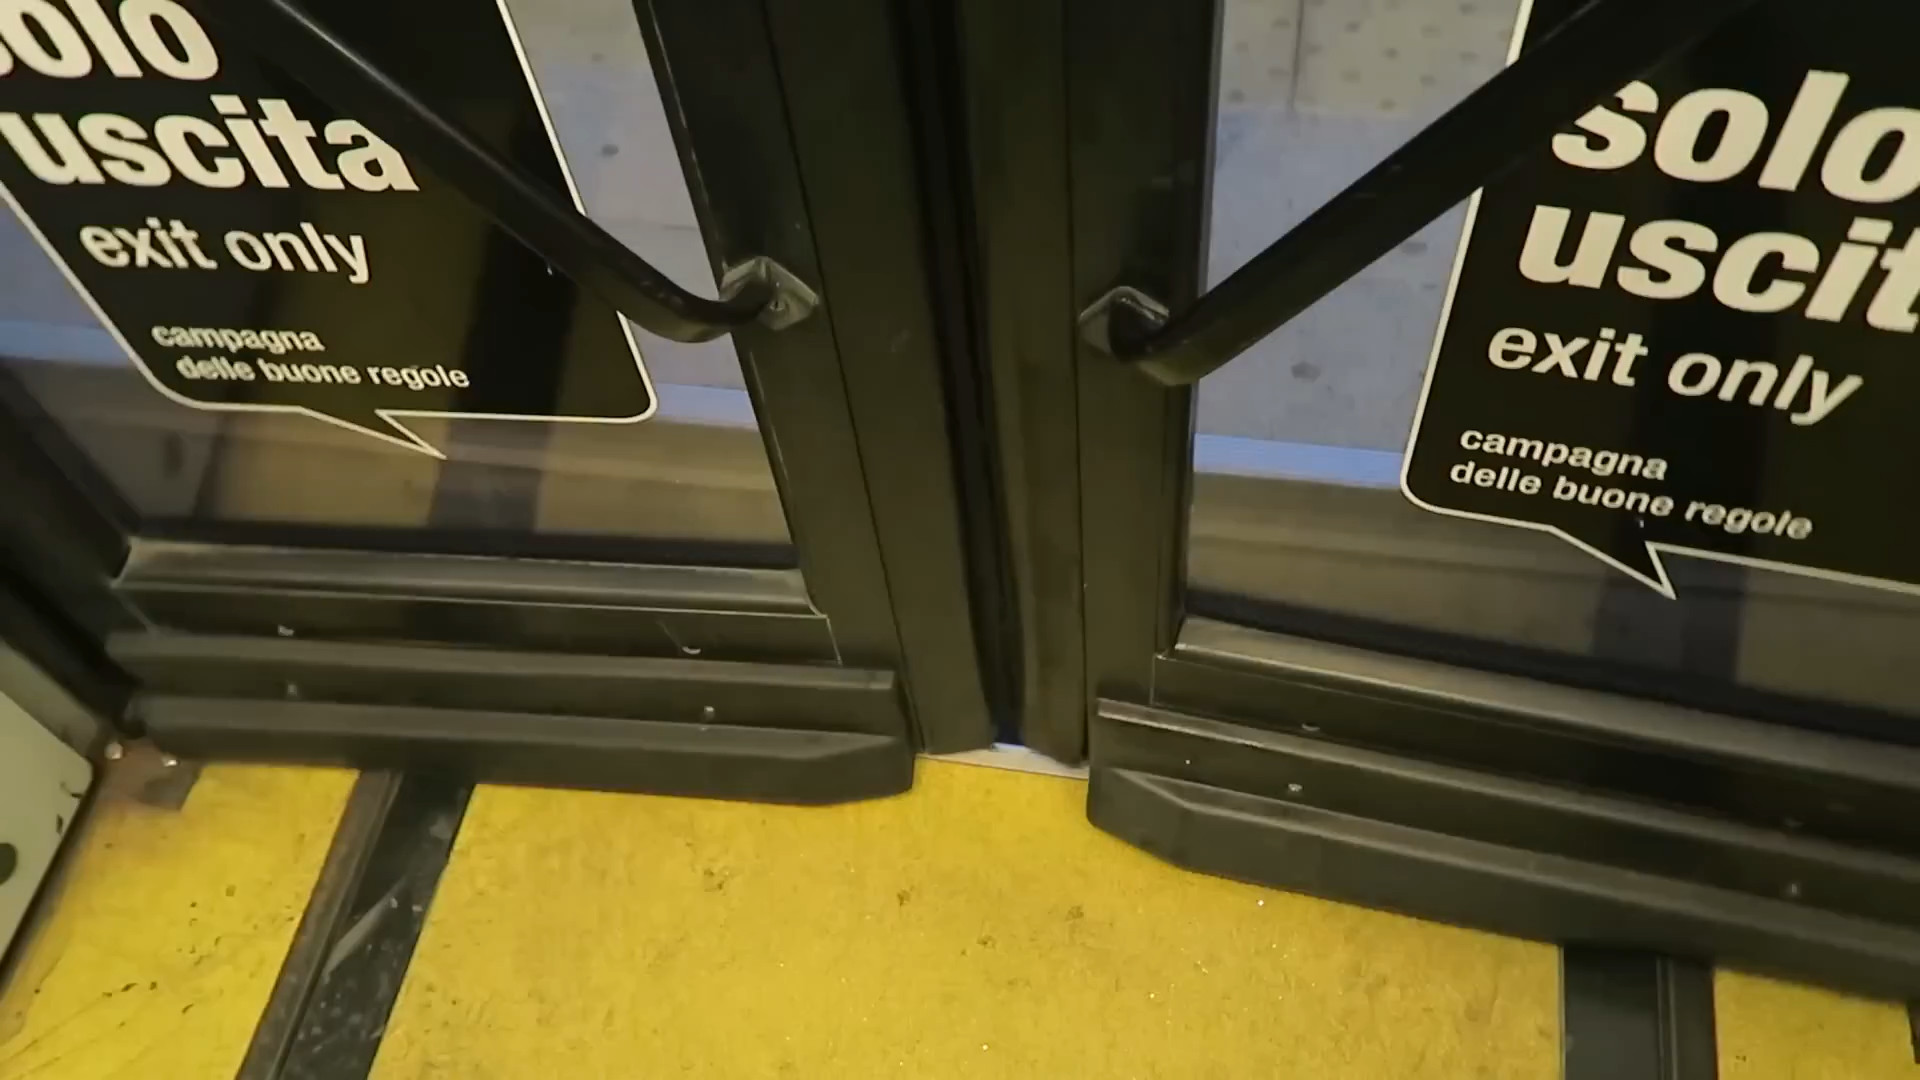 solo
uscita
exit only
campagna
delle buone regole
solo
uscit
exit only
campagna
delle buone regole